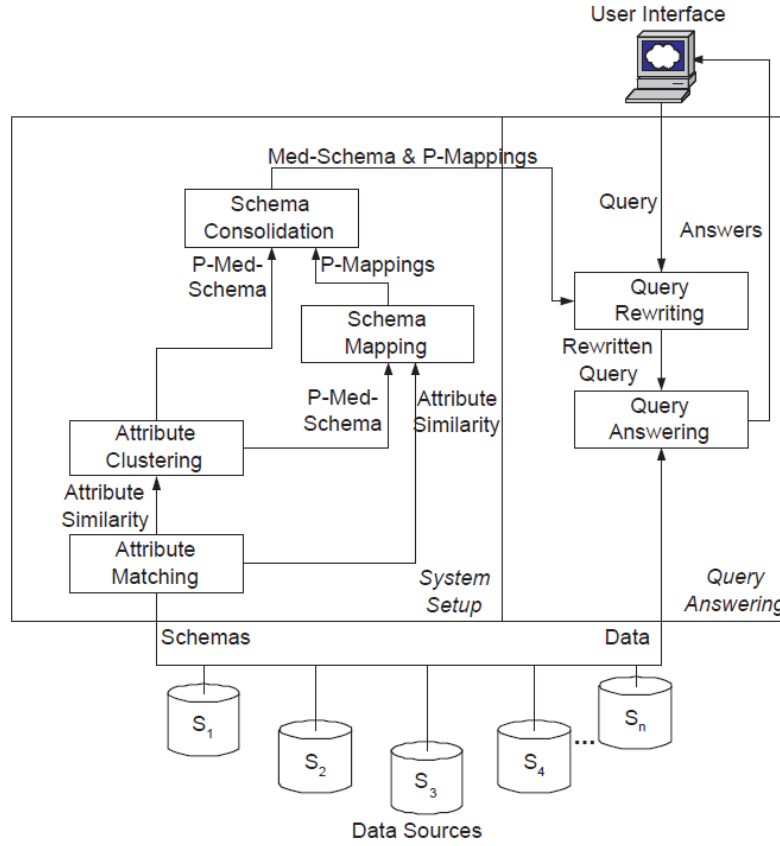 User Interface
Med-Schema & P-Mappings
Schema
Consolidation
Query
Answers
P-Med-
Schema
P-Mappings
Query
Rewriting
Schema
Mapping
Rewritten
Query
P-Med-
Schema
Attribute
Similarity
Query
Answering
Attribute
Clustering
Attribute
Similarity
Attribute
Matching
System
Setup
Query
Answering
Schemas
Data
S1
S2
S3
S4
...
Sn
Data Sources